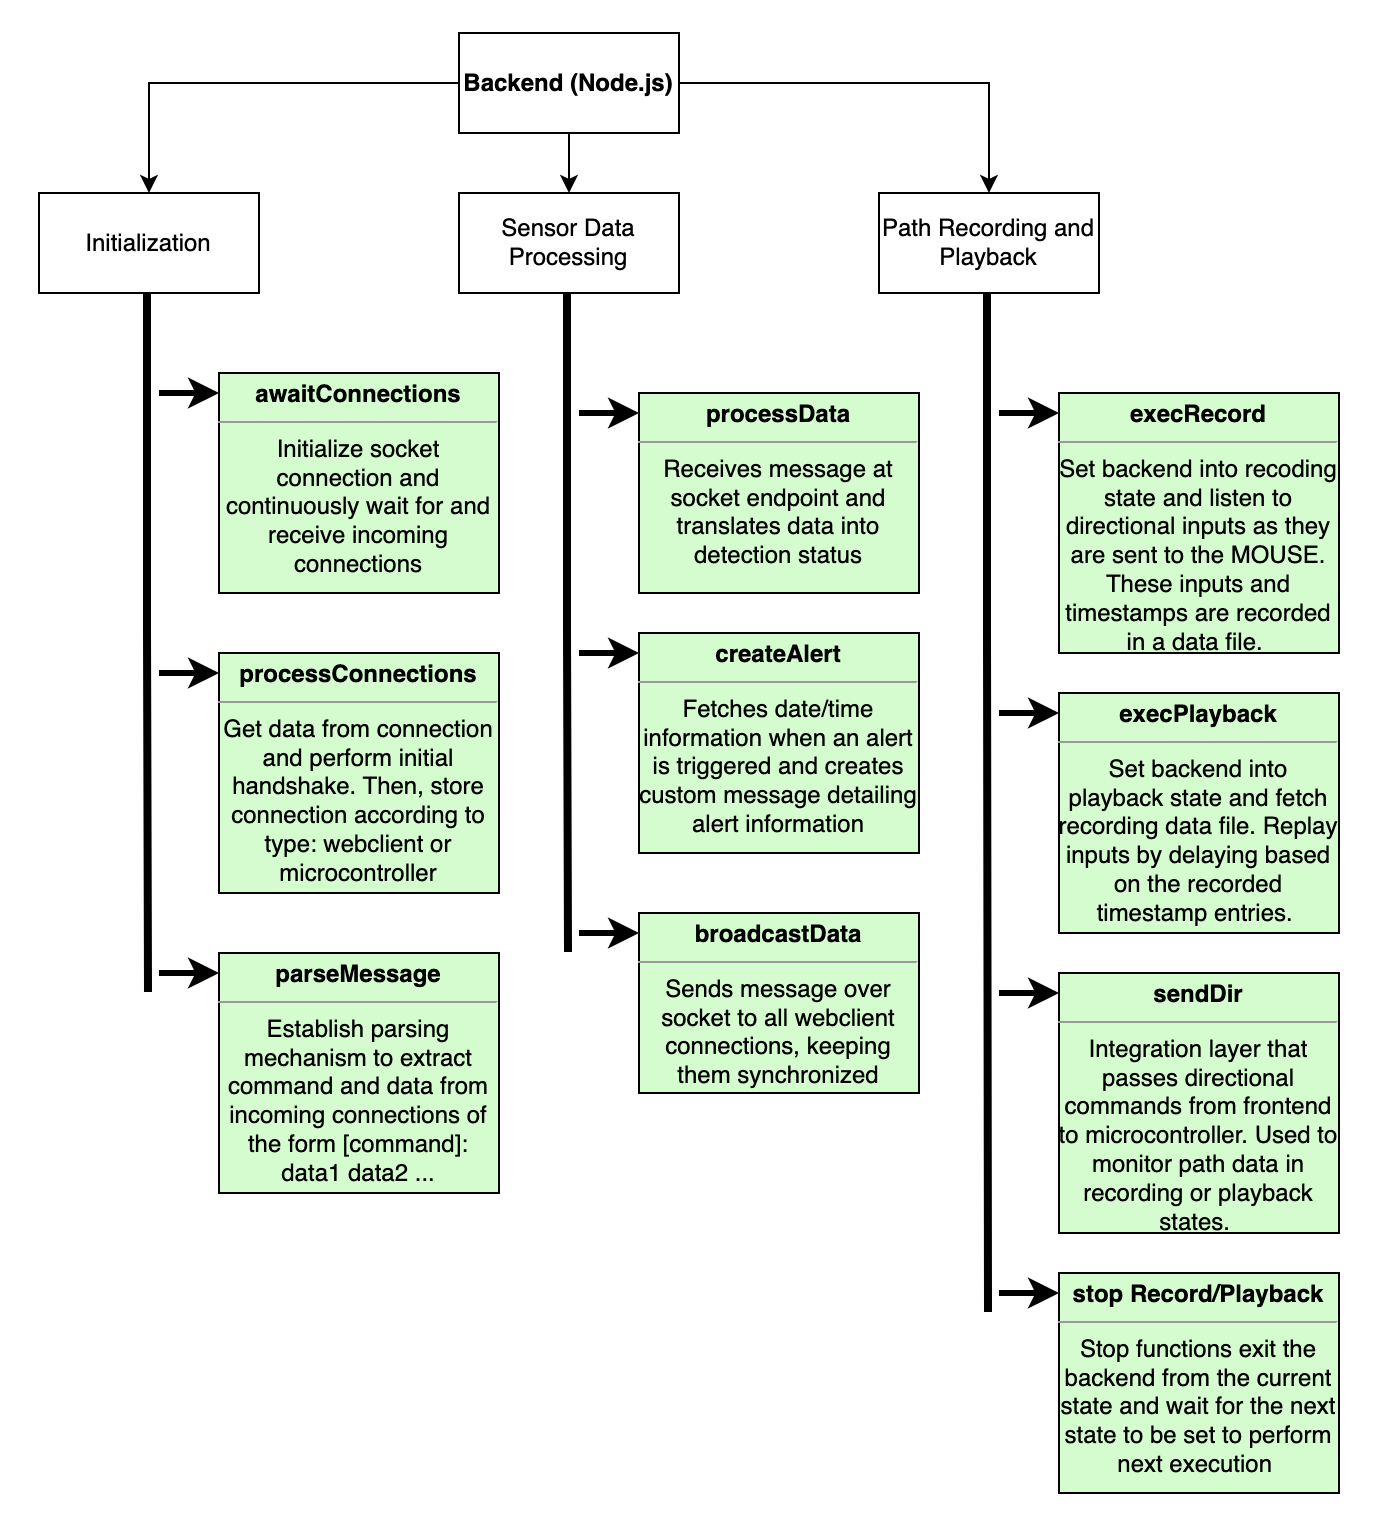 Backend (Node.js)
Initialization
Sensor Data
Processing
Path Recording and
Playback
awaitConnections
Initialize socket
connection and
continuously wait for and
receive incoming
connections
processConnections
Get data from connection
and perform initial
handshake. Then, store
connection according to
type: webclient or
microcontroller
parseMessage
Establish parsing
mechanism to extract
command and data from
incoming connections of
the form [command]:
data1 data2 ...
processData
Receives message at
socket endpoint and
translates data into
detection status
createAlert
Fetches date/time
information when an alert
is triggered and creates
custom message detailing
alert information
broadcastData
Sends message over
socket to all webclient
connections, keeping
them synchronized
execRecord
Set backend into recoding
state and listen to
directional inputs as they
are sent to the MOUSE.
These inputs and
timestamps are recorded
in a data file.
execPlayback
Set backend into
playback state and fetch
recording data file. Replay
inputs by delaying based
on the recorded
timestamp entries.
sendDir
Integration layer that
passes directional
commands from frontend
to microcontroller. Used to
monitor path data in
recording or playback
states.
stop Record/Playback
Stop functions exit the
backend from the current
state and wait for the next
state to be set to perform
next execution